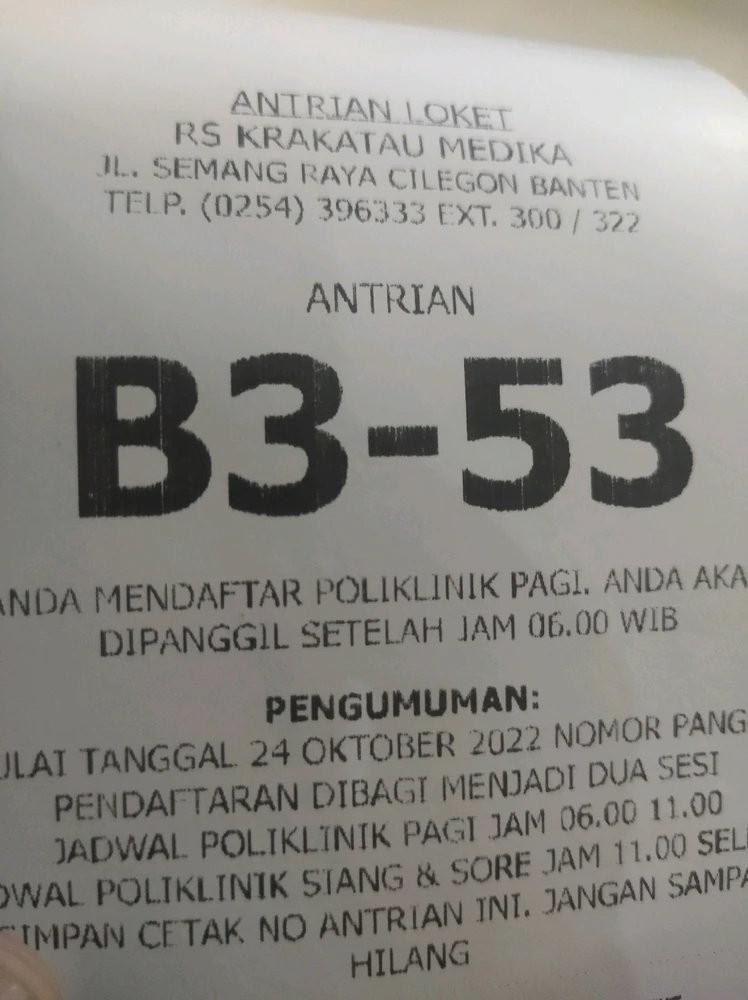 ANTRIAN LOKET
RS KRAKATAU MEDIKA
JL. SEMANG RAYA CILEGON BANTEN
TELP. (0254) 396333 EXT. 300 / 322
ANTRIAN
B3-53
ANDA MENDAFTAR POLIKLINIK PAGI. ANDA AKA
DIPANGGIL SETELAH JAM 06.00 WIB
PENGUMUMAN:
ULAI TANGGAL 24 OKTOBER 2022 NOMOR PANG
PENDAFTARAN DIBAGI MENJADI DUA SESI
JADWAL POLIKLINIK PAGI JAM 06.00 11.00
DWAL POLIKLINIK SIANG & SORE JAM 11.00 SEL
SIMPAN CETAK NO ANTRIAN INI. JANGAN SAMPA
HILANG